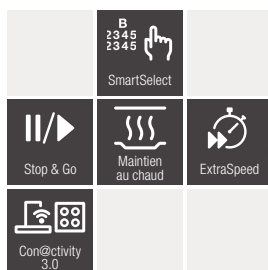 B
2345
2345
SmartSelect
Stop & Go
Maintien
au chaud
ExtraSpeed
Con@ctivity
3.0